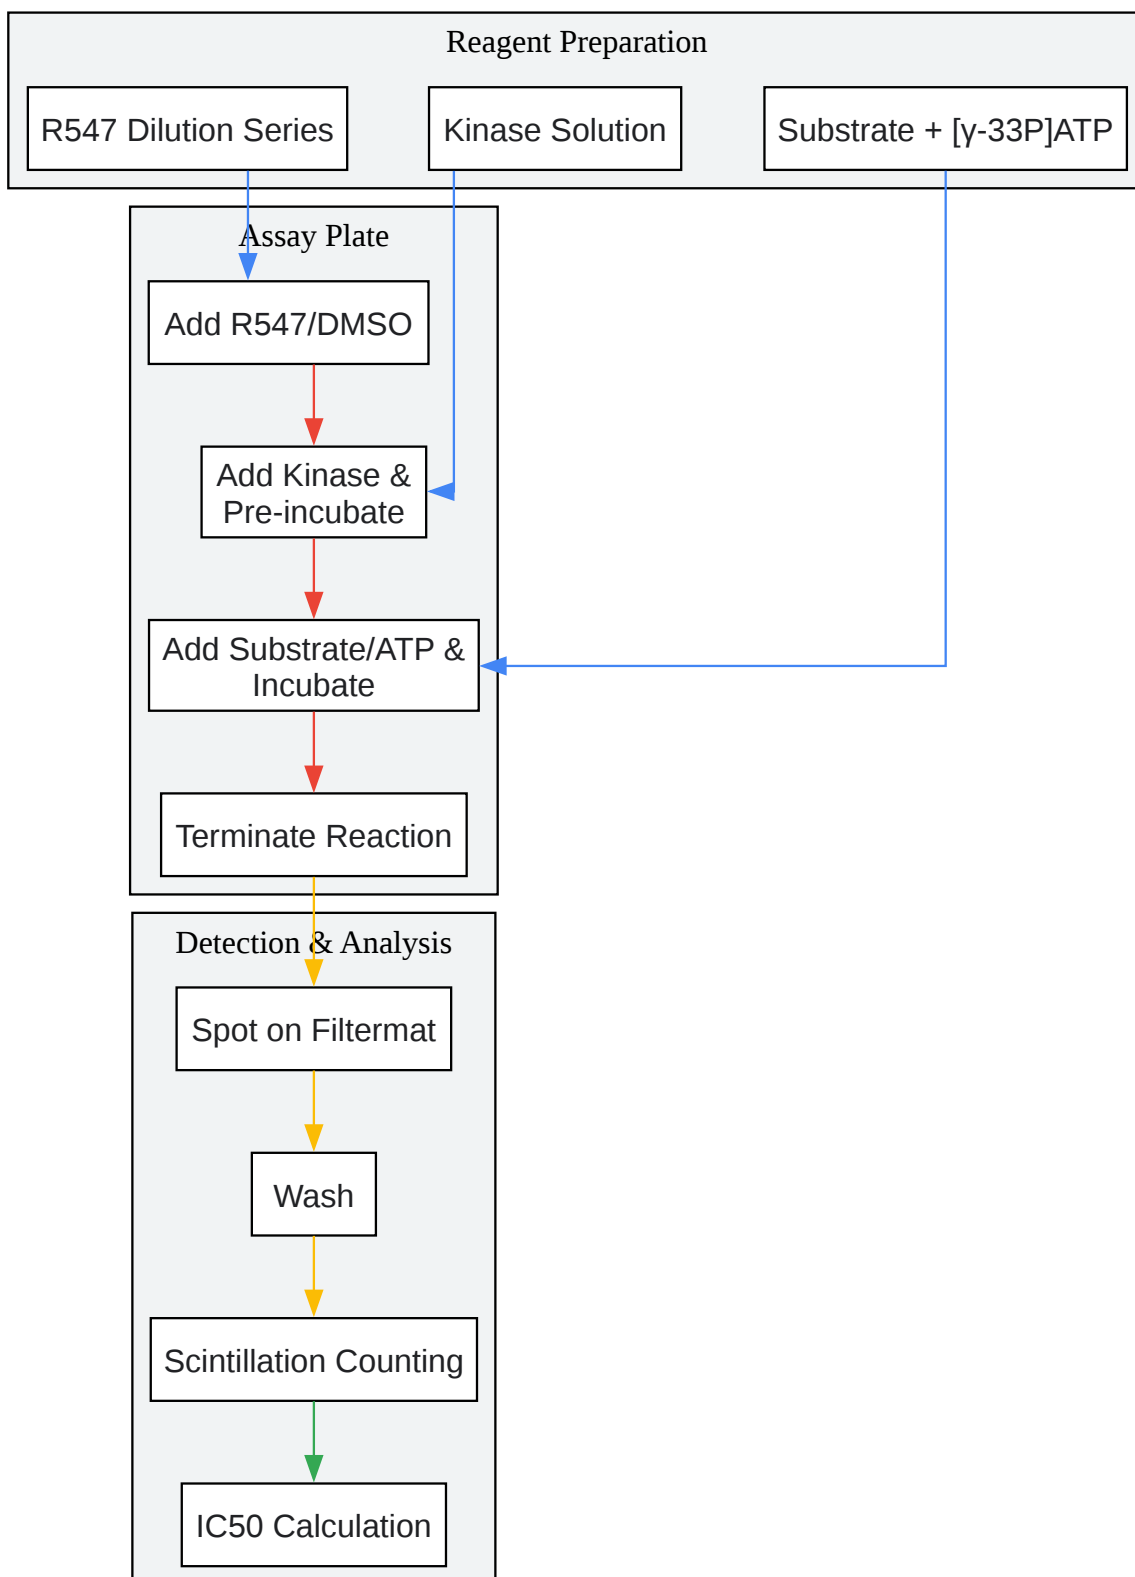 Reagent Preparation
R547 Dilution Series
Kinase Solution
Substrate + [γ-33P]ATP
Assay Plate
Add R547/DMSO
Add Kinase &
Pre-incubate
Add Substrate/ATP &
Incubate
Terminate Reaction
Detection & Analysis
Spot on Filtermat
Wash
Scintillation Counting
IC50 Calculation